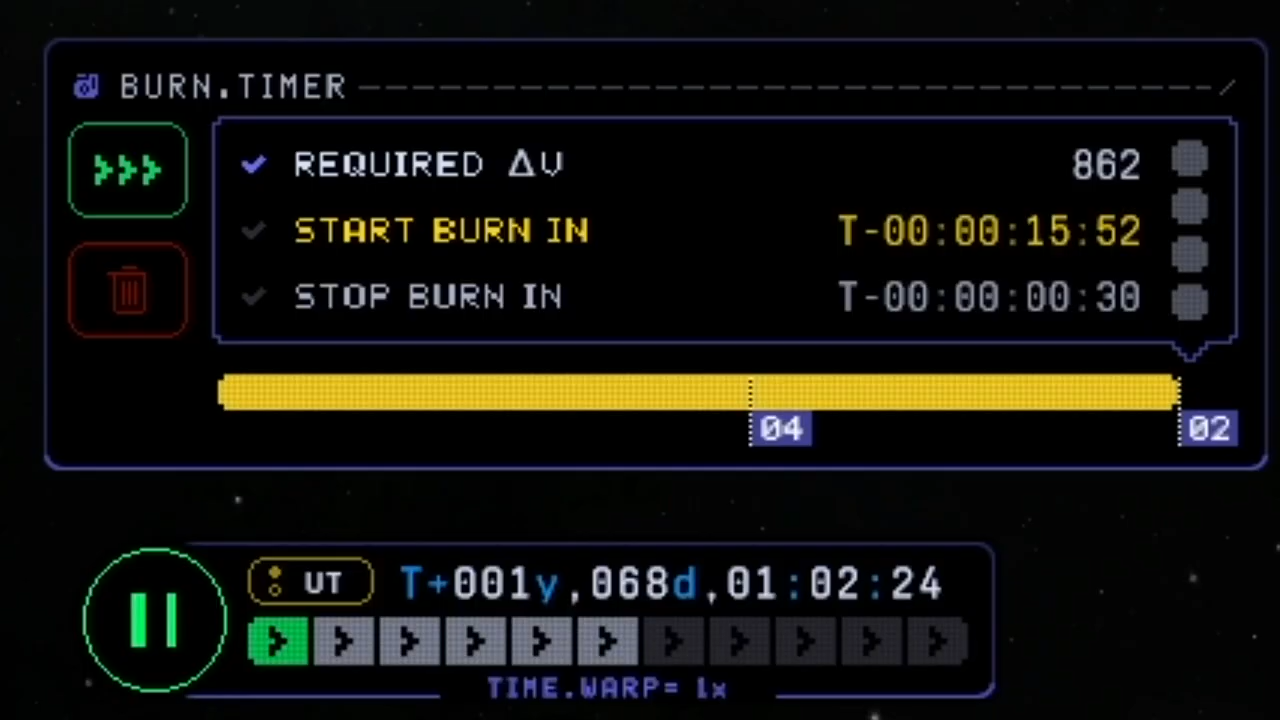 BURN.TIMER
REQUIRED ΔV 862
START BURN IN T-00:00:15:52
STOP BURN IN T-00:00:00:30
04 02
UT T+001y,068d,01:02:24
TIME.WARP= 1x